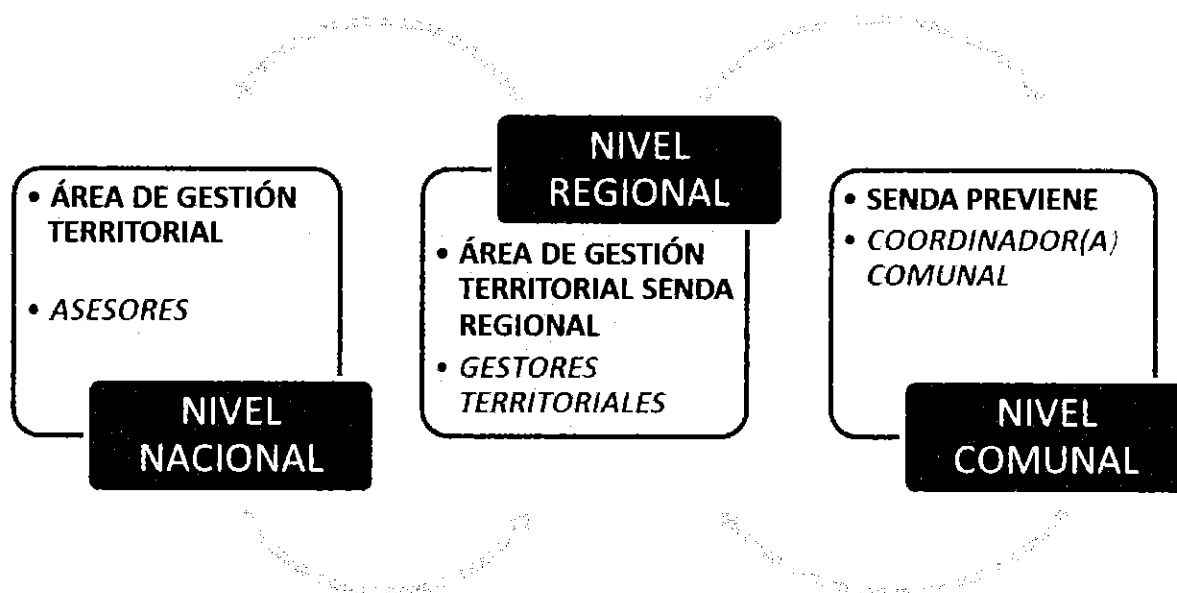 • ÁREA DE GESTIÓN
TERRITORIAL
• ASESORES
NIVEL
NACIONAL
NIVEL
REGIONAL
• ÁREA DE GESTIÓN
TERRITORIAL SENDA
REGIONAL
• GESTORES
TERRITORIALES
• SENDA PREVIENE
• COORDINADOR(A)
COMUNAL
NIVEL
COMUNAL